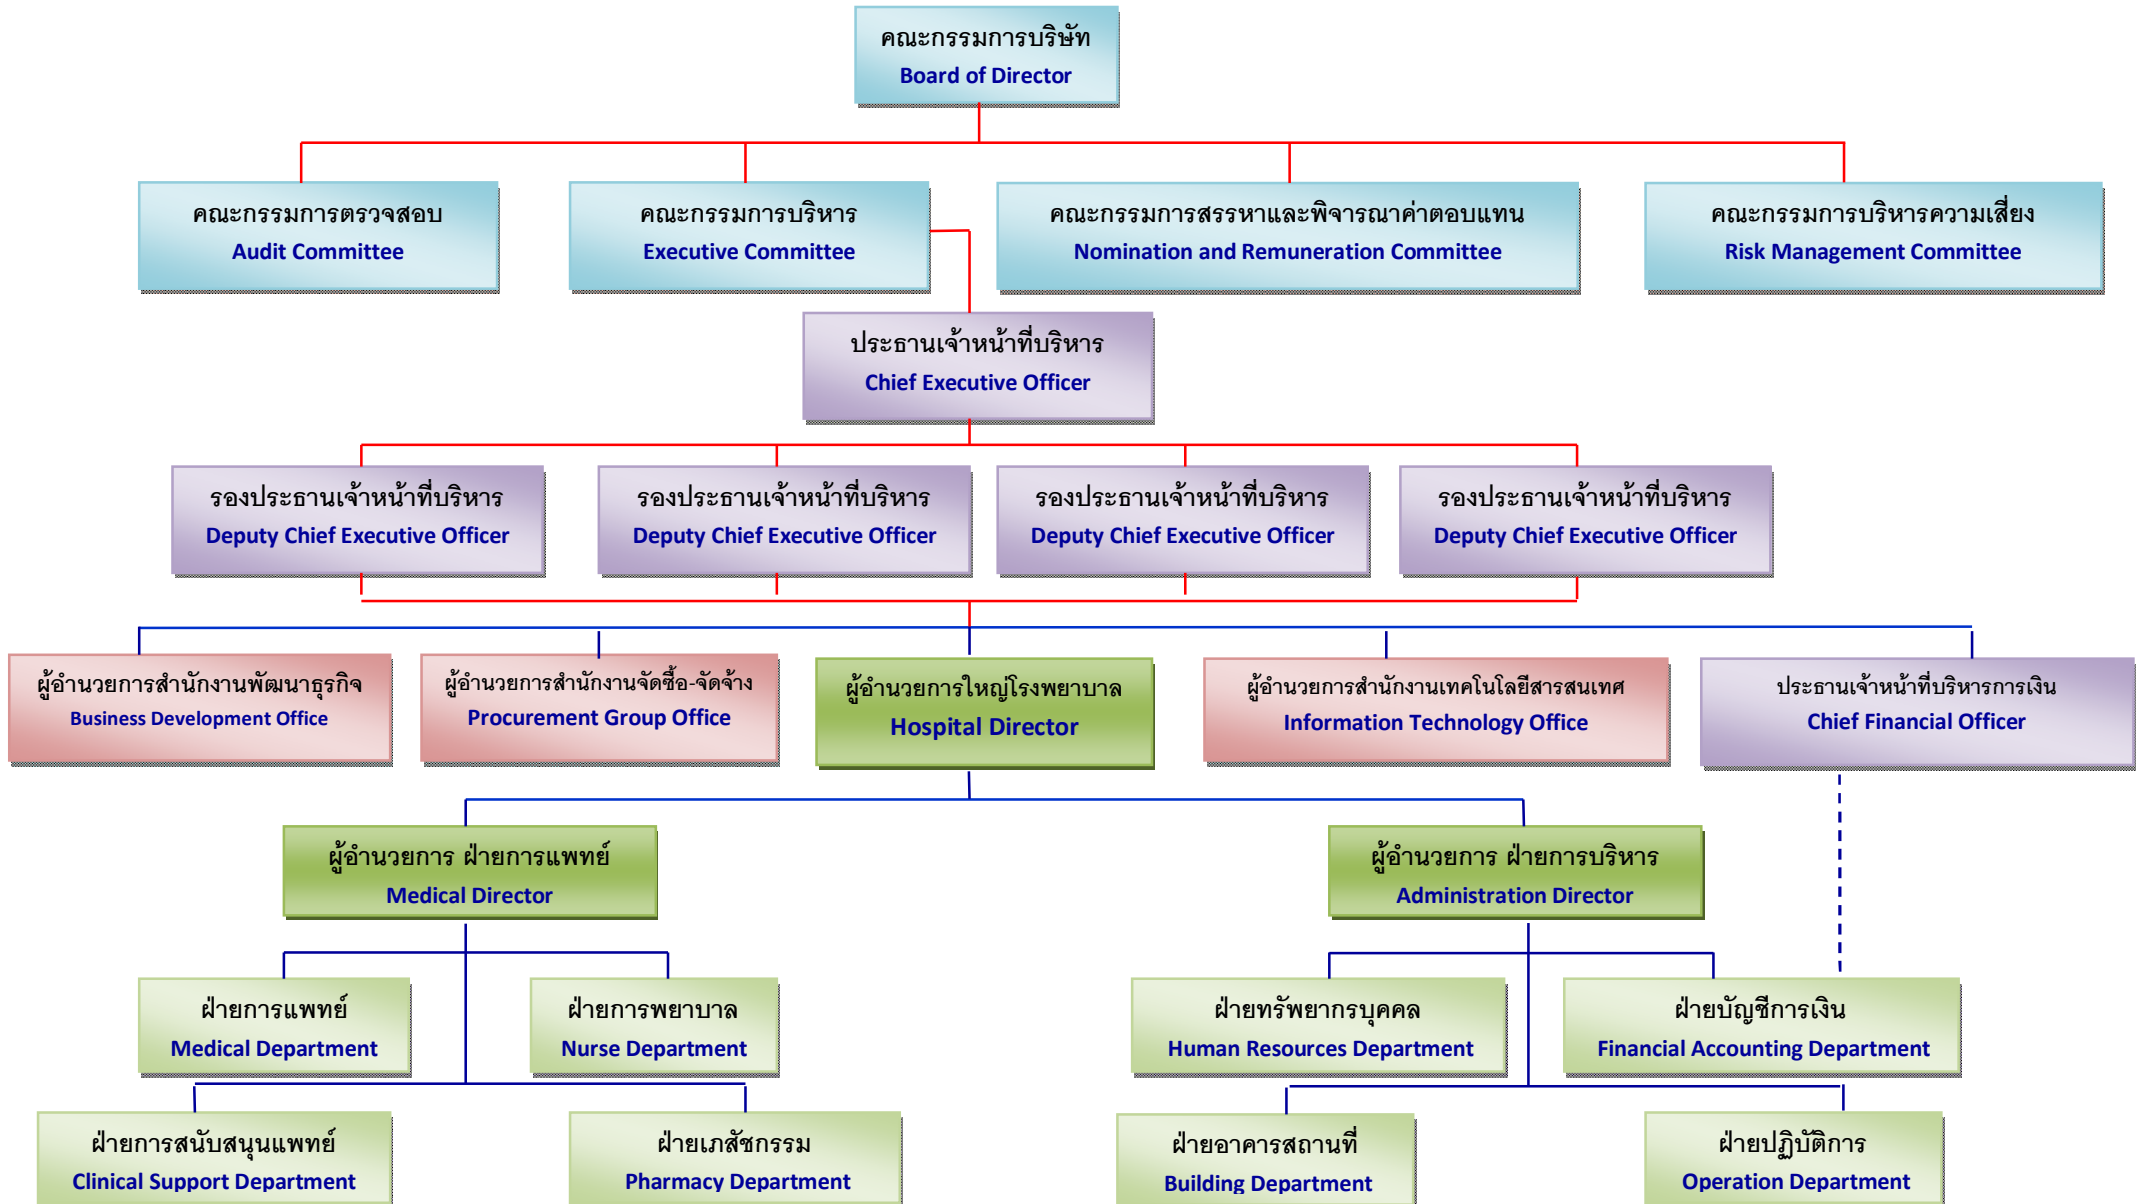 คณะกรรมการบริษัท
Board of Director
คณะกรรมการตรวจสอบ
Audit Committee
คณะกรรมการบริหาร
Executive Committee
คณะกรรมการสรรหาและพิจารณาค่าตอบแทน
Nomination and Remuneration Committee
คณะกรรมการบริหารความเสี่ยง
Risk Management Committee
ประธานเจ้าหน้าที่บริหาร
Chief Executive Officer
รองประธานเจ้าหน้าที่บริหาร
Deputy Chief Executive Officer
รองประธานเจ้าหน้าที่บริหาร
Deputy Chief Executive Officer
รองประธานเจ้าหน้าที่บริหาร
Deputy Chief Executive Officer
รองประธานเจ้าหน้าที่บริหาร
Deputy Chief Executive Officer
ผู้อำนวยการสำนักงานพัฒนาธุรกิจ
Business Development Office
ผู้อำนวยการสำนักงานจัดซื้อ-จัดจ้าง
Procurement Group Office
ผู้อำนวยการใหญ่โรงพยาบาล
Hospital Director
ผู้อำนวยการสำนักงานเทคโนโลยีสารสนเทศ
Information Technology Office
ประธานเจ้าหน้าที่บริหารการเงิน
Chief Financial Officer
ผู้อำนวยการ ฝ่ายการแพทย์
Medical Director
ผู้อำนวยการ ฝ่ายการบริหาร
Administration Director
ฝ่ายการแพทย์
Medical Department
ฝ่ายการพยาบาล
Nurse Department
ฝ่ายทรัพยากรบุคคล
Human Resources Department
ฝ่ายบัญชีการเงิน
Financial Accounting Department
ฝ่ายการสนับสนุนแพทย์
Clinical Support Department
ฝ่ายเภสัชกรรม
Pharmacy Department
ฝ่ายอาคารสถานที่
Building Department
ฝ่ายปฏิบัติการ
Operation Department